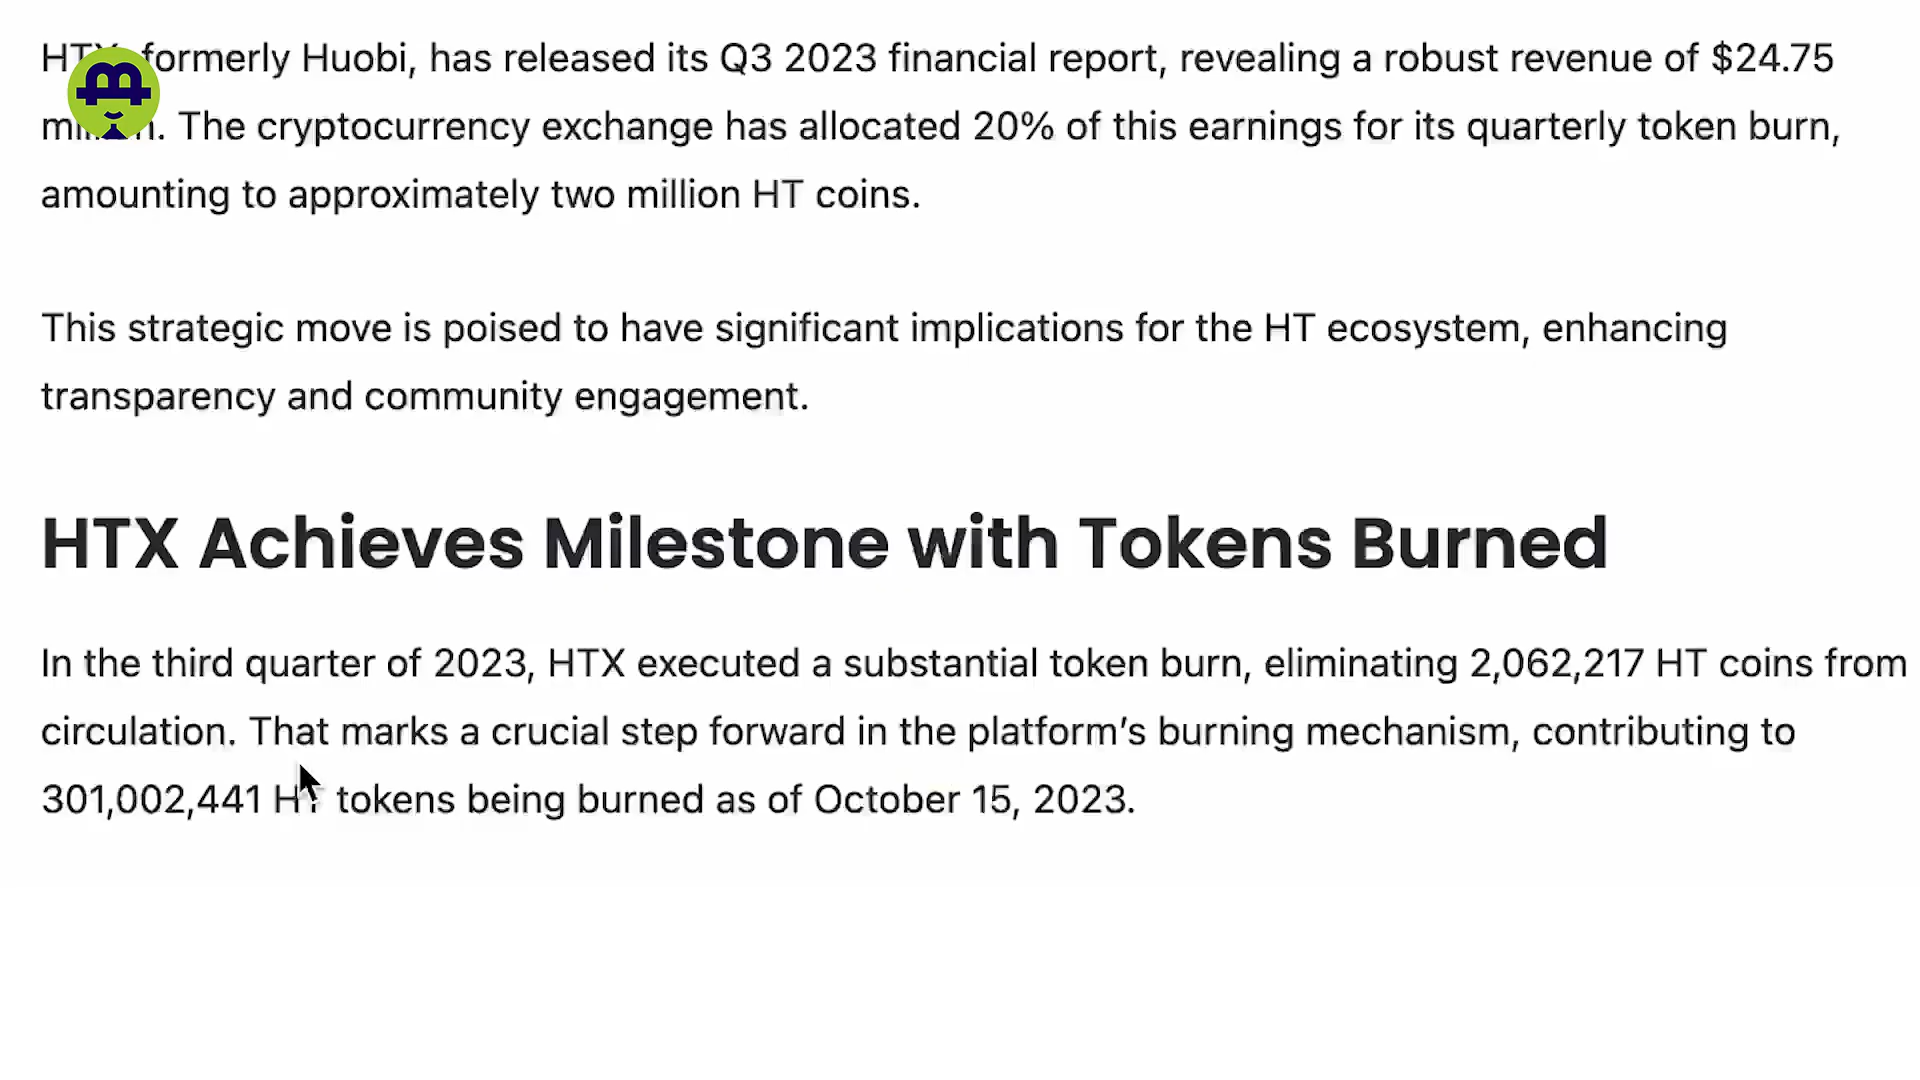 HTX, formerly Huobi, has released its Q3 2023 financial report, revealing a robust revenue of $24.75
million. The cryptocurrency exchange has allocated 20% of this earnings for its quarterly token burn,
amounting to approximately two million HT coins.
This strategic move is poised to have significant implications for the HT ecosystem, enhancing
transparency and community engagement.
HTX Achieves Milestone with Tokens Burned
In the third quarter of 2023, HTX executed a substantial token burn, eliminating 2,062,217 HT coins from
circulation. That marks a crucial step forward in the platform’s burning mechanism, contributing to
301,002,441 HT tokens being burned as of October 15, 2023.